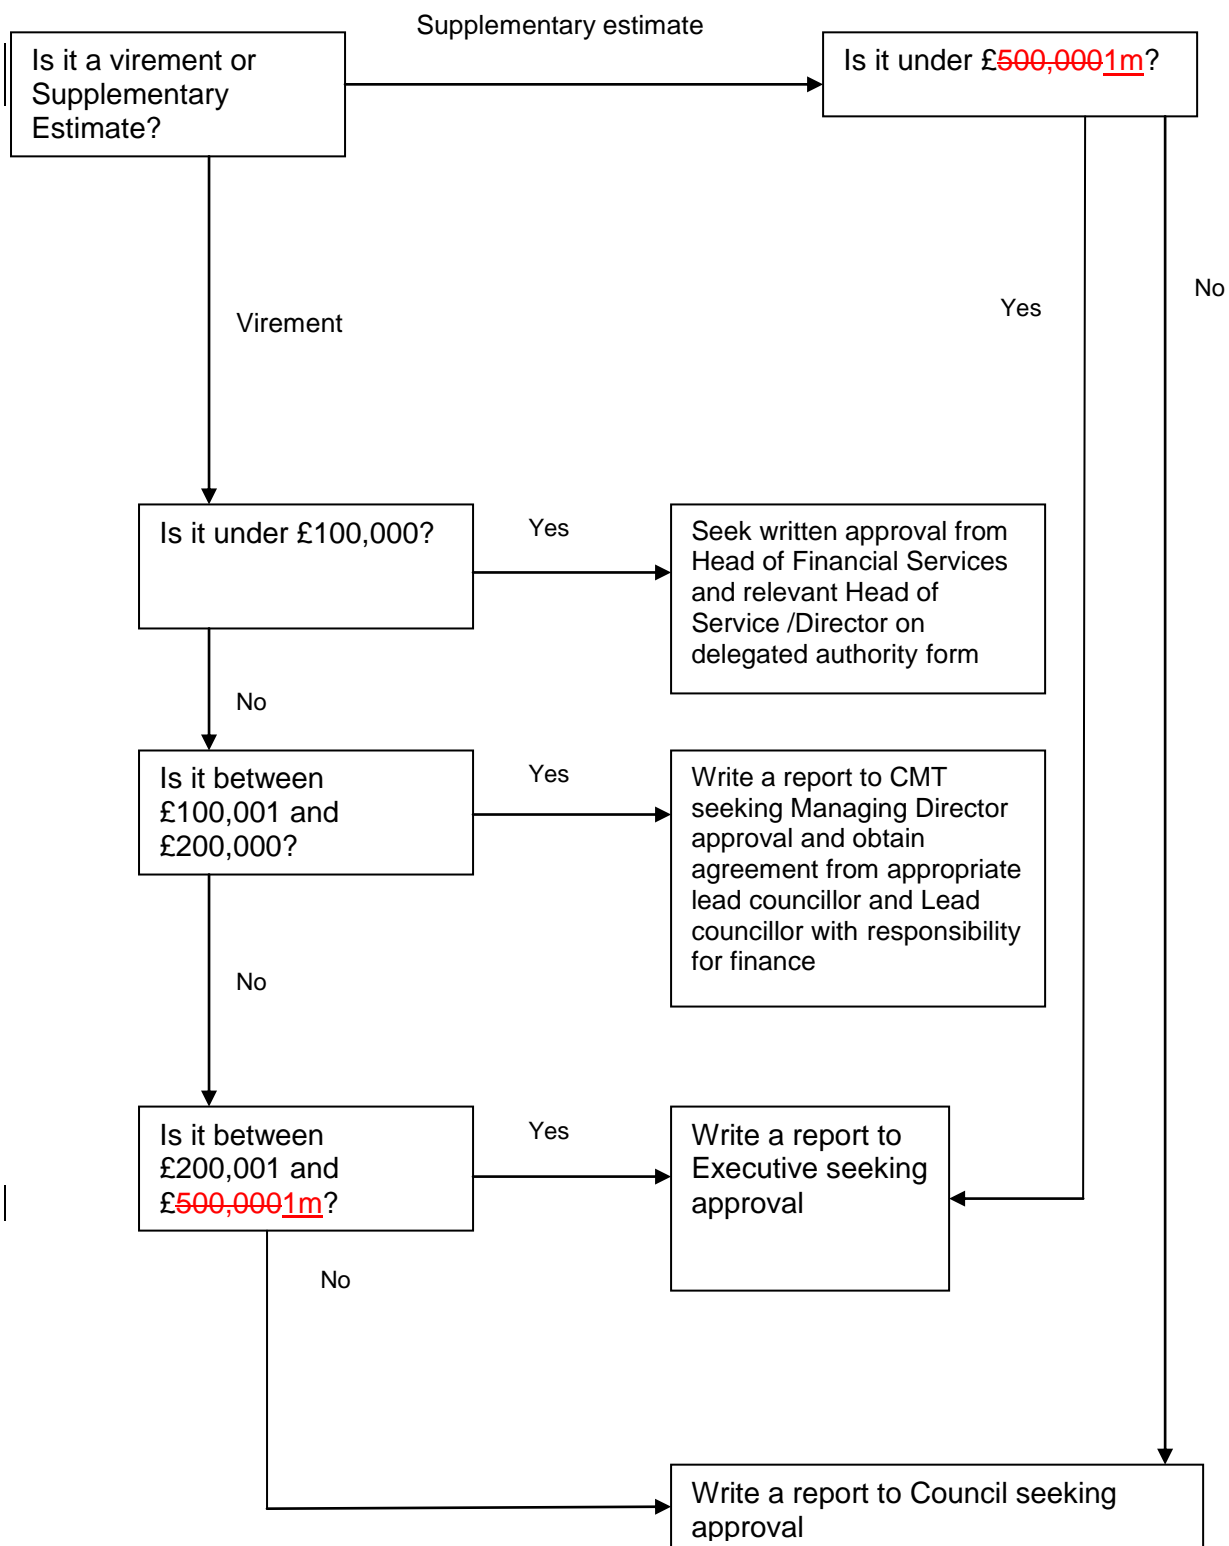 Supplementary estimate
Is it a virement or
Supplementary
Estimate?
Is it under £500,0001m?
No
Yes
Virement
Is it under £100,000?
Yes
Seek written approval from
Head of Financial Services
and relevant Head of
Service /Director on
delegated authority form
No
Is it between
£100,001 and
£200,000?
Yes
Write a report to CMT
seeking Managing Director
approval and obtain
agreement from appropriate
lead councillor and Lead
councillor with responsibility
for finance
No
Is it between
£200,001 and
£500,0001m?
Yes
Write a report to
Executive seeking
approval
No
Write a report to Council seeking
approval